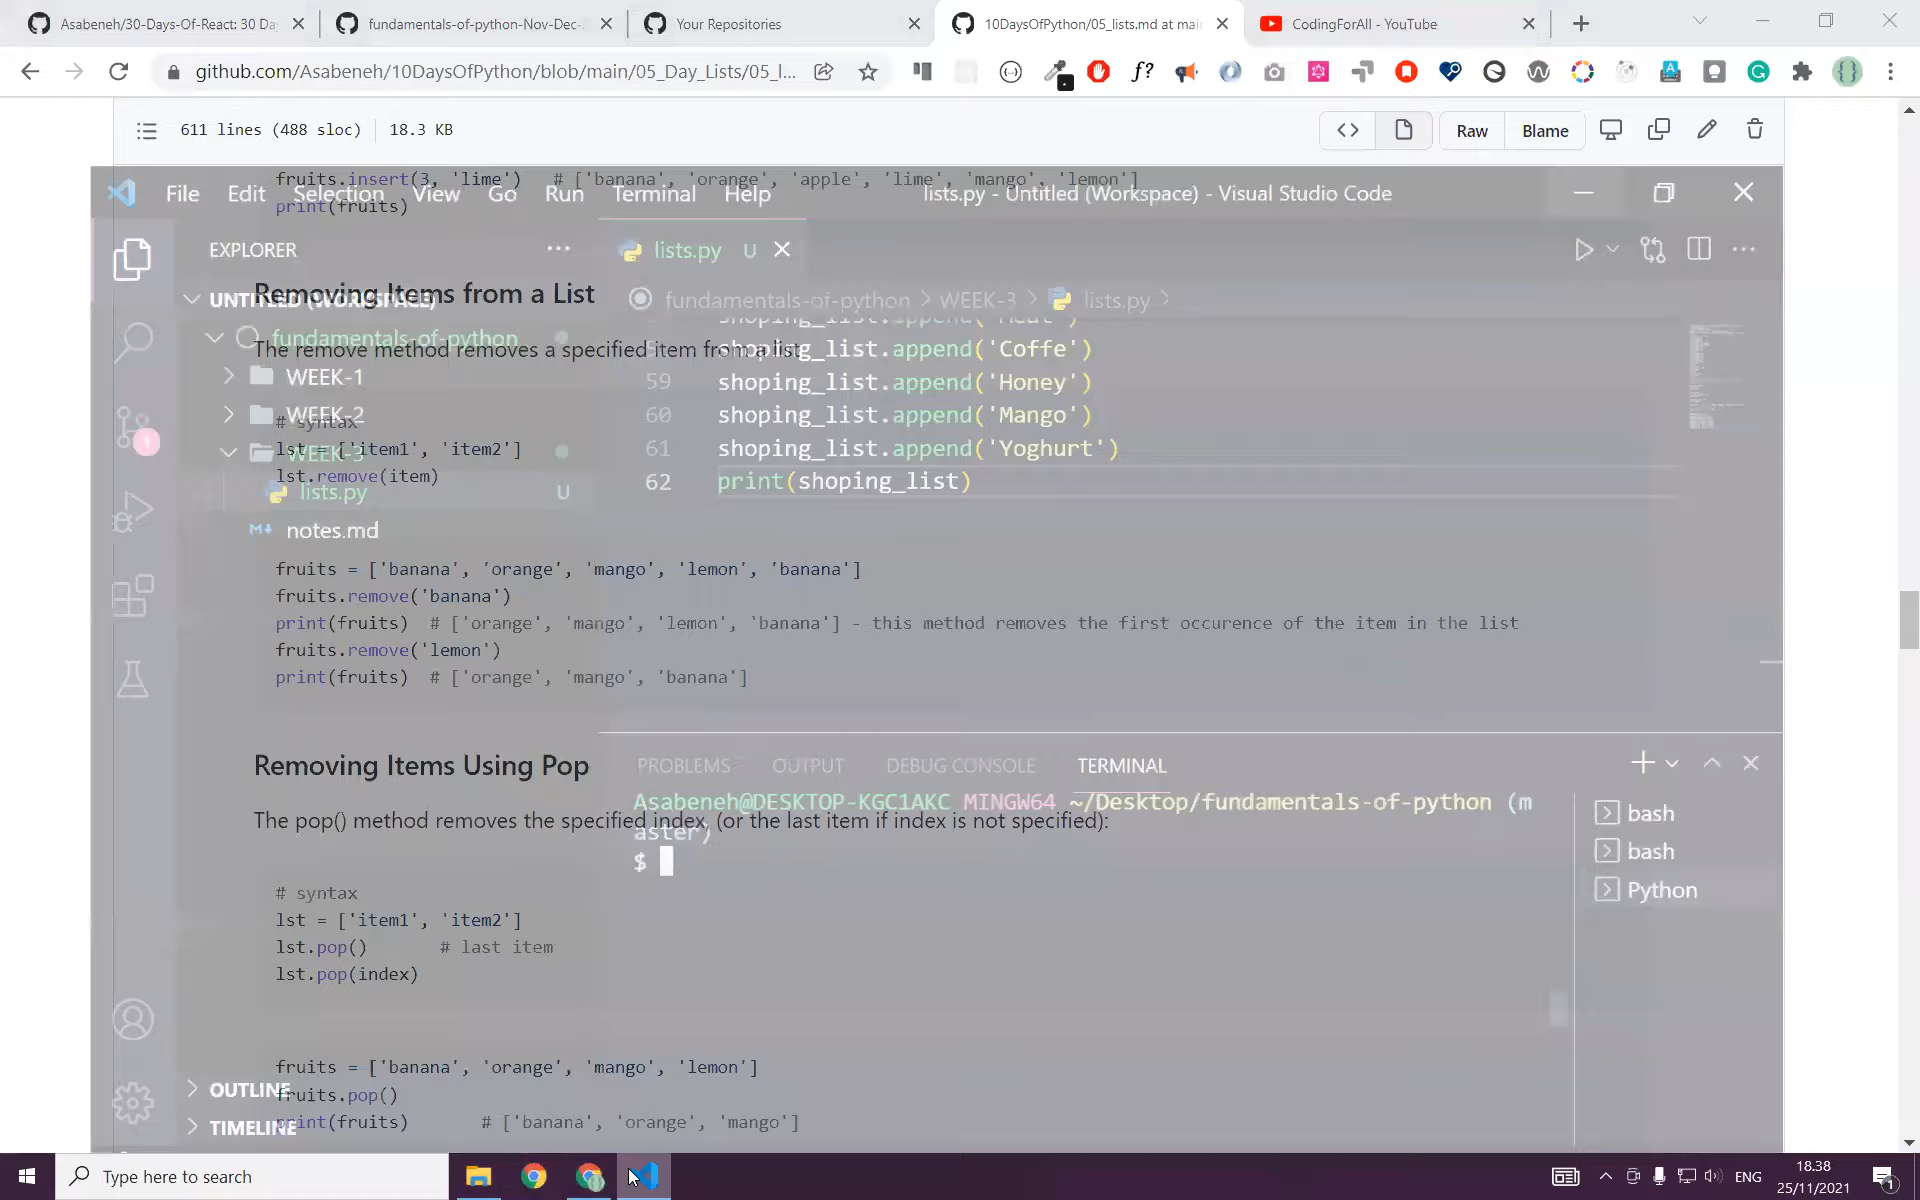 Asabeneh/30-Days-Of-React: 30 Da
fundamentals-of-python-Nov-Dec-
Your Repositories
10DaysOfPython/05_lists.md at mai
CodingForAll - YouTube
github.com/Asabeneh/10DaysOfPython/blob/main/05_Day_Lists/05_l...
611 lines (488 sloc) 18.3 KB
Raw
Blame
fruits.insert(3, 'lime') # ['banana', 'orange', 'apple', 'lime', 'mango', 'lemon']
print(fruits)
File Edit Selection View Go Run Terminal Help
lists.py - Untitled (Workspace) - Visual Studio Code
EXPLORER
lists.py U
UNTITLED (WORKSPACE)
Removing Items from a List
fundamentals-of-python > WEEK-3 > lists.py >
fundamentals-of-python
The remove method removes a specified item from a list
WEEK-1
WEEK-2
WEEK-3
lists.py U
notes.md
# syntax
lst = ['item1', 'item2']
lst.remove(item)
shoping_list.append('Meat')
shoping_list.append('Coffe')
59 shoping_list.append('Honey')
60 shoping_list.append('Mango')
61 shoping_list.append('Yoghurt')
62 print(shoping_list)
fruits = ['banana', 'orange', 'mango', 'lemon', 'banana']
fruits.remove('banana')
print(fruits) # ['orange', 'mango', 'lemon', 'banana'] - this method removes the first occurence of the item in the list
fruits.remove('lemon')
print(fruits) # ['orange', 'mango', 'banana']
Removing Items Using Pop
PROBLEMS OUTPUT DEBUG CONSOLE TERMINAL
Asabeneh@DESKTOP-KGC1AKC MINGW64 ~/Desktop/fundamentals-of-python (m
aster)
$
bash
bash
Python
The pop() method removes the specified index, (or the last item if index is not specified):
# syntax
lst = ['item1', 'item2']
lst.pop() # last item
lst.pop(index)
fruits = ['banana', 'orange', 'mango', 'lemon']
fruits.pop()
print(fruits) # ['banana', 'orange', 'mango']
OUTLINE
TIMELINE
Type here to search
ENG
18.38
25/11/2021